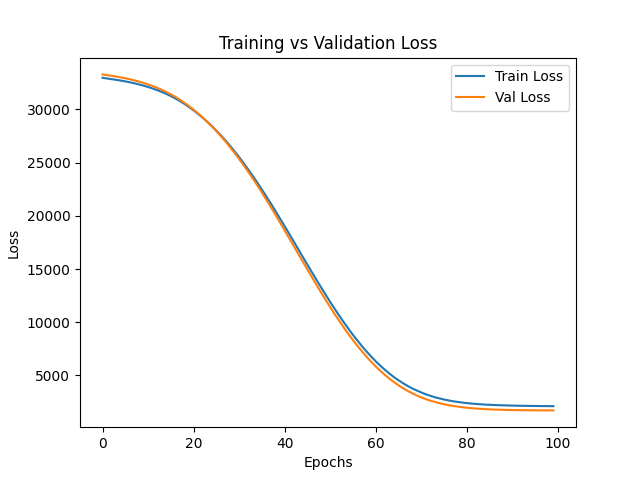 Training vs Validation Loss
Train Loss
Val Loss
30000
25000
20000
15000
10000
5000
Loss
0 20 40 60 80 100
Epochs